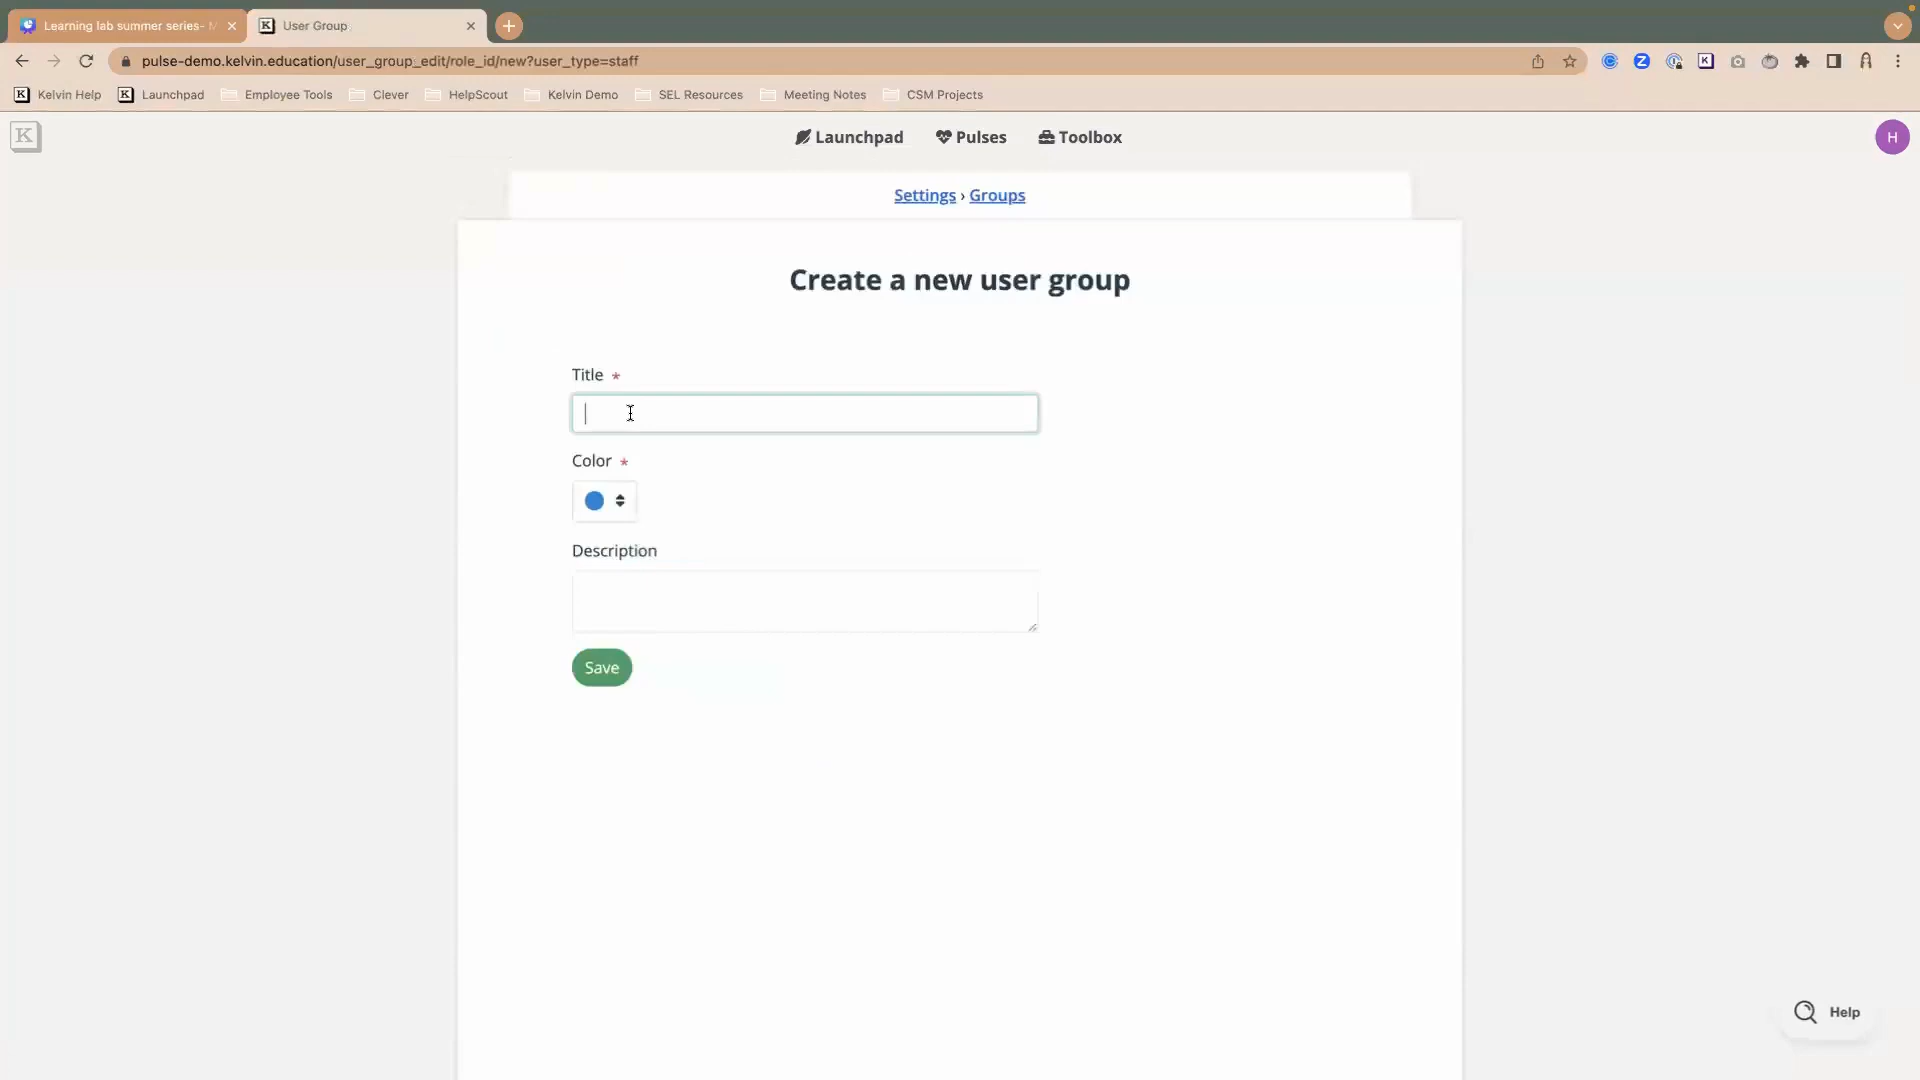 Learning lab summer series-
User Group
pulse-demo.kelvin.education/user_group_edit/role_id/new?user_type=staff
Kelvin Help
Launchpad
Employee Tools
Clever
HelpScout
Kelvin Demo
SEL Resources
Meeting Notes
CSM Projects
K
Launchpad
Pulses
Toolbox
H
Settings › Groups
Create a new user group
Title *
Color *
Description
Save
Help